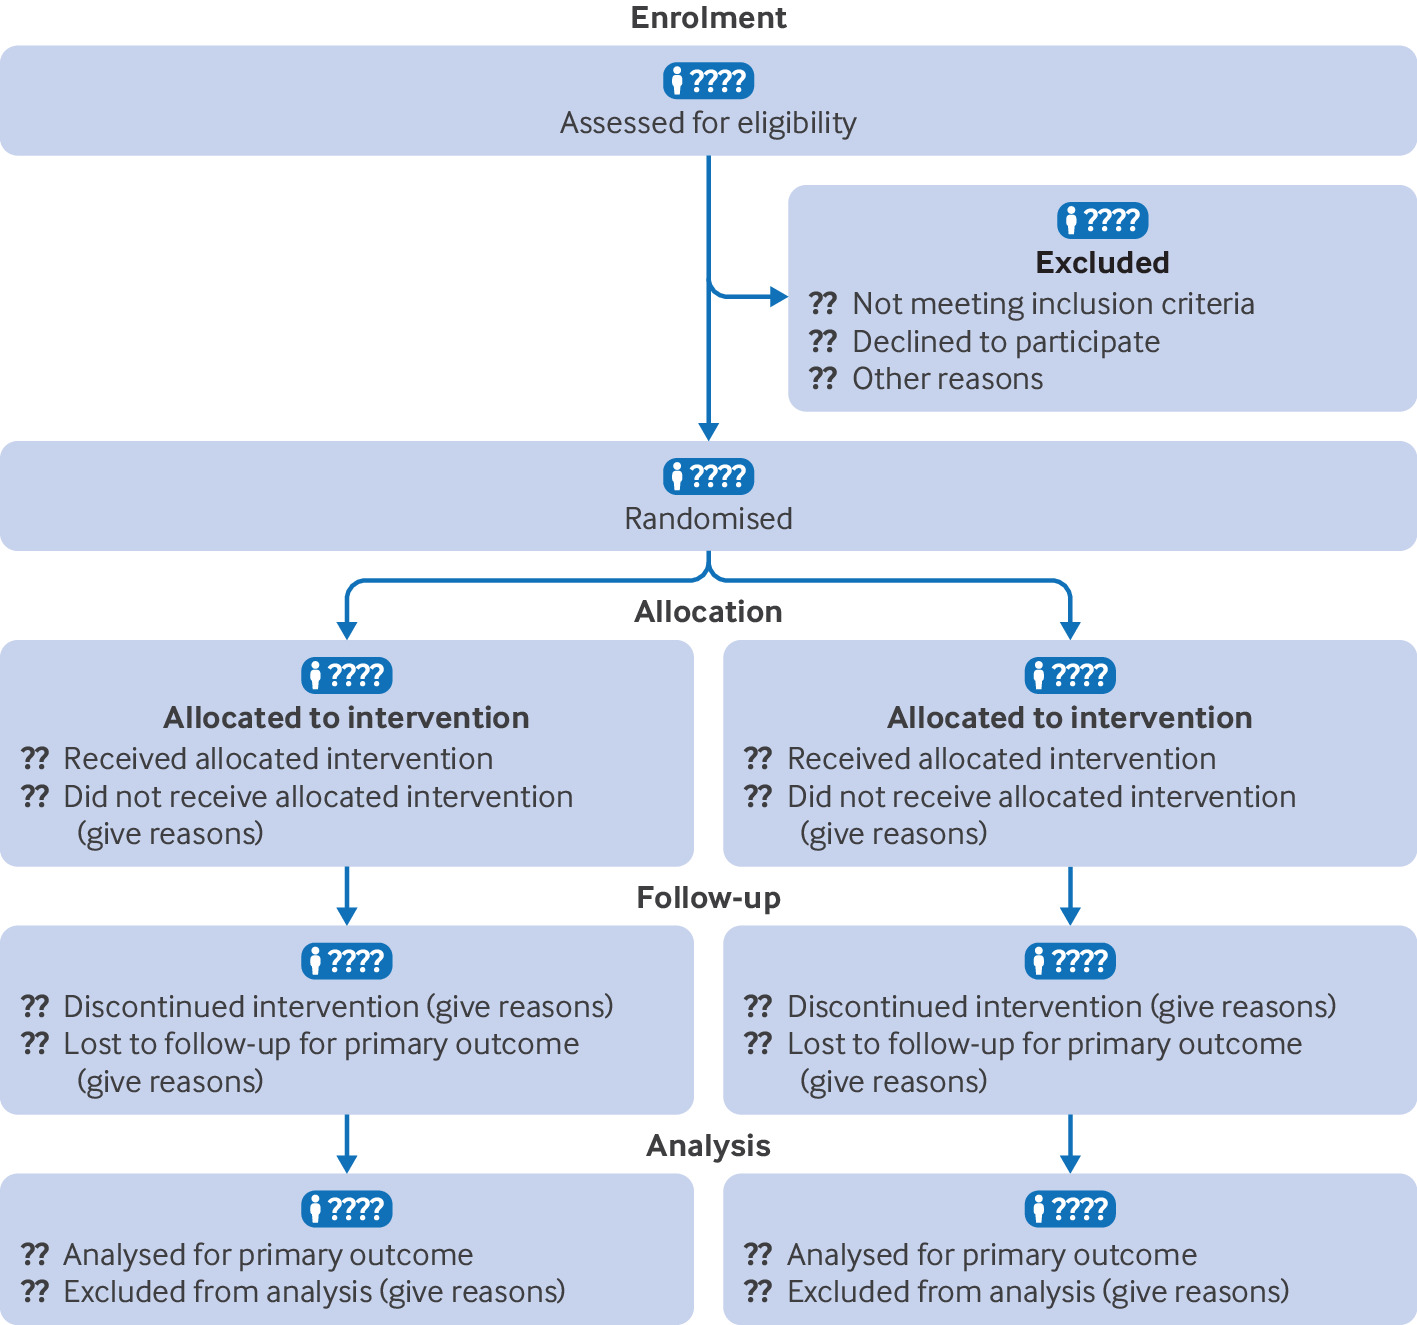 Enrolment
????
Assessed for eligibility
????
Excluded
?? Not meeting inclusion criteria
?? Declined to participate
?? Other reasons
????
Randomised
Allocation
????
Allocated to intervention
?? Received allocated intervention
?? Did not receive allocated intervention
(give reasons)
????
Allocated to intervention
?? Received allocated intervention
?? Did not receive allocated intervention
(give reasons)
Follow-up
????
?? Discontinued intervention (give reasons)
?? Lost to follow-up for primary outcome
(give reasons)
????
?? Discontinued intervention (give reasons)
?? Lost to follow-up for primary outcome
(give reasons)
Analysis
????
?? Analysed for primary outcome
?? Excluded from analysis (give reasons)
????
?? Analysed for primary outcome
?? Excluded from analysis (give reasons)